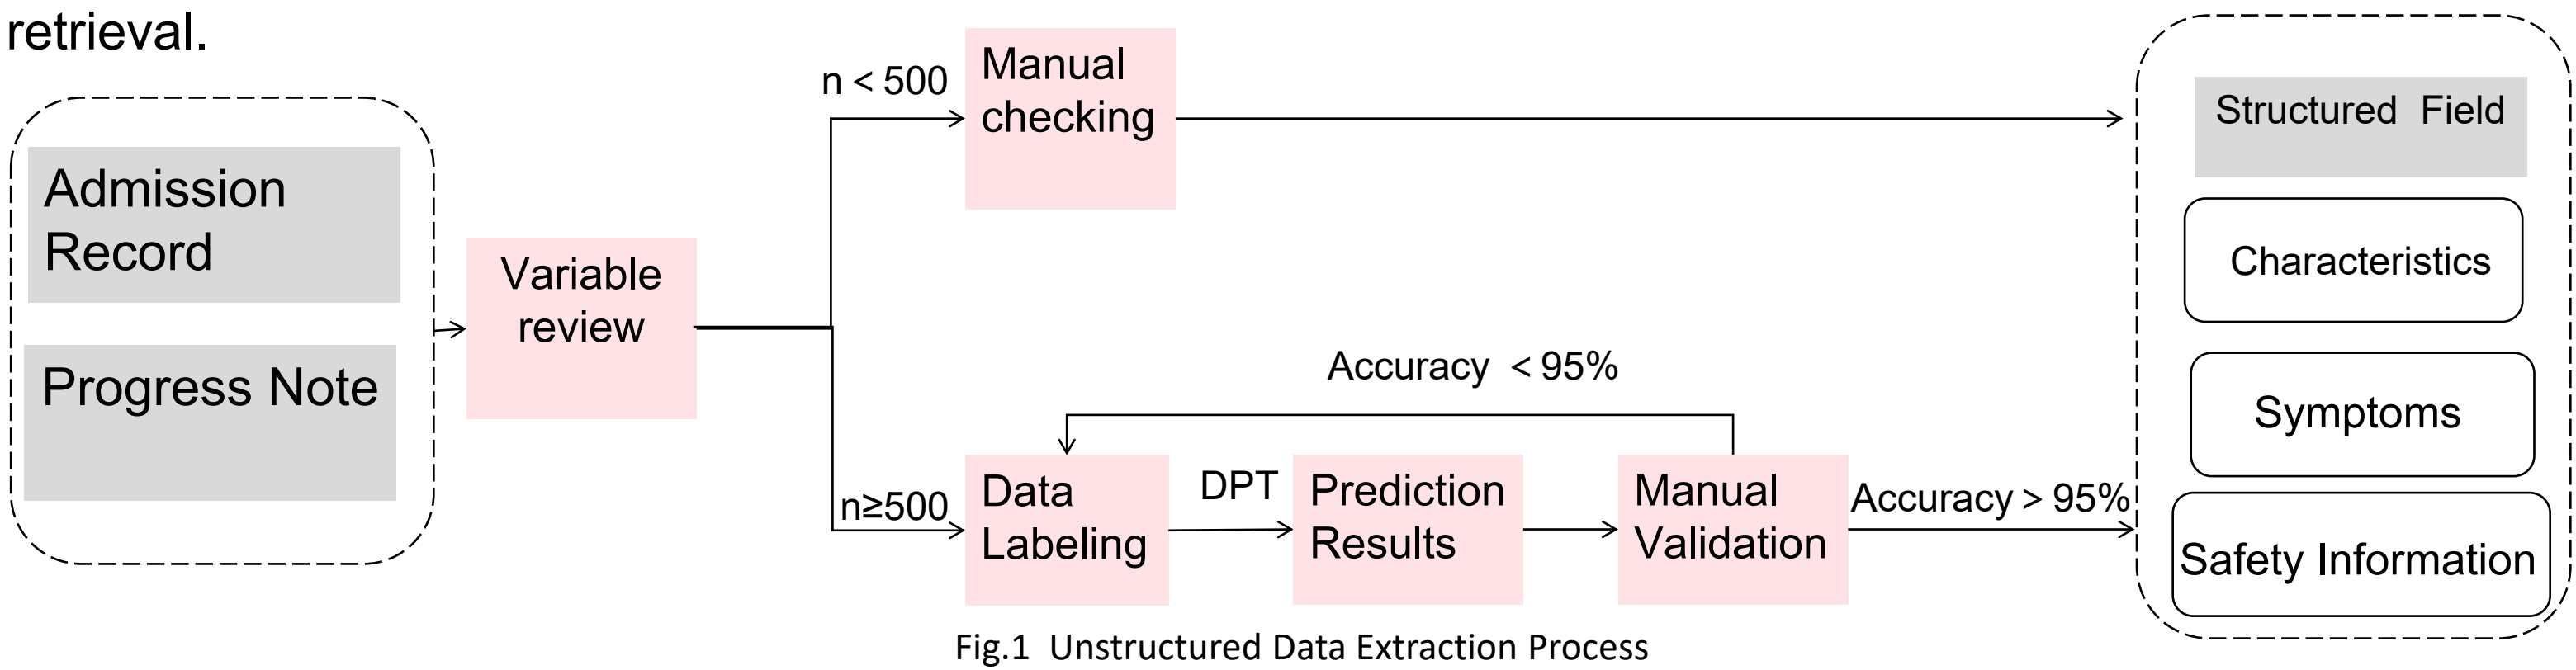 retrieval.
Admission
Record
Progress Note
Variable
review
n < 500
Manual
checking
n≥500
Data
Labeling
DPT
Prediction
Results
Manual
Validation
Accuracy < 95%
Accuracy > 95%
Structured Field
Characteristics
Symptoms
Safety Information
Fig.1 Unstructured Data Extraction Process